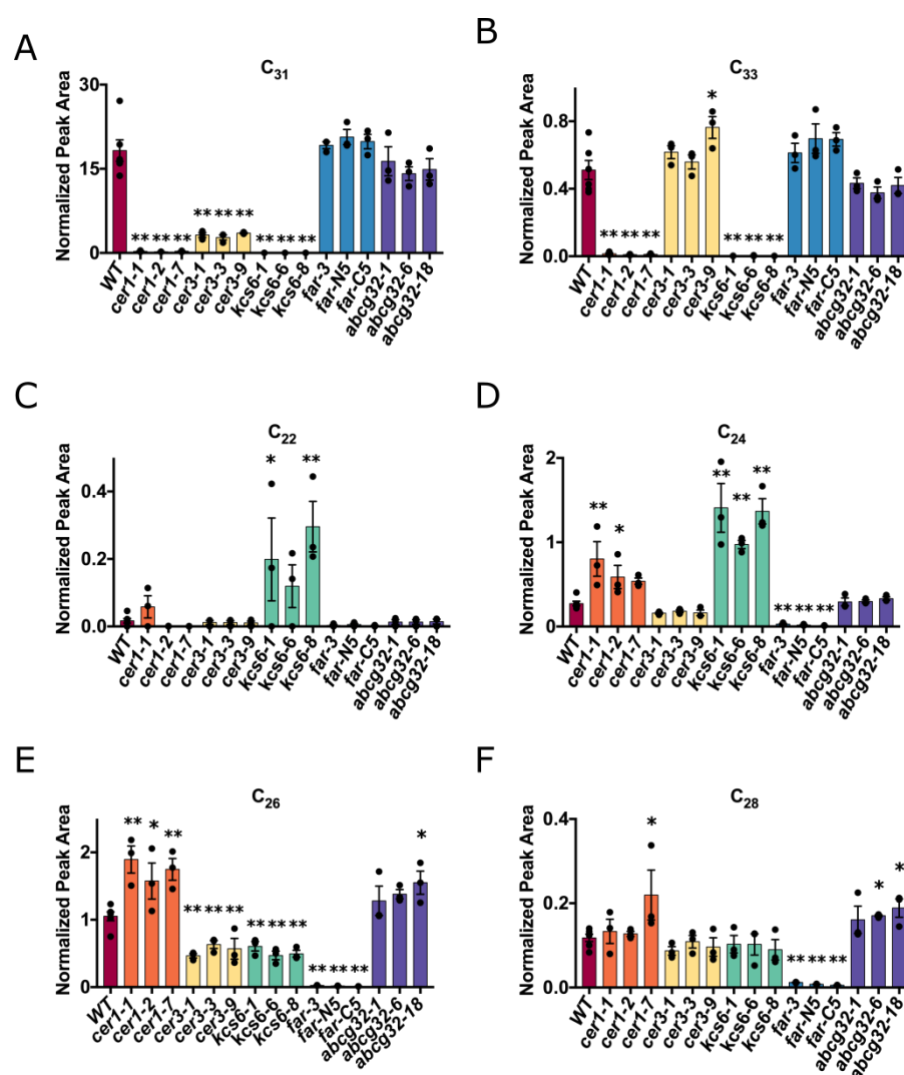 A
C31
Normalized Peak Area
30
15
0
** ** **
** ** **
** ** **
WT
cer1-1
cer1-2
cer1-7
cer3-1
cer3-3
cer3-9
kcs6-1
kcs6-6
kcs6-8
far-3
far-N5
far-C5
abcg32-1
abcg32-6
abcg32-18
B
C33
Normalized Peak Area
0.8
0.4
0.0
** ** **
*
** ** **
WT
cer1-1
cer1-2
cer1-7
cer3-1
cer3-3
cer3-9
kcs6-1
kcs6-6
kcs6-8
far-3
far-N5
far-C5
abcg32-1
abcg32-6
abcg32-18
C
C22
Normalized Peak Area
0.4
0.2
0.0
*
**
WT
cer1-1
cer1-2
cer1-7
cer3-1
cer3-3
cer3-9
kcs6-1
kcs6-6
kcs6-8
far-3
far-N5
far-C5
abcg32-1
abcg32-6
abcg32-18
D
C24
Normalized Peak Area
2
1
0
**
*
**
**
**
** ** **
WT
cer1-1
cer1-2
cer1-7
cer3-1
cer3-3
cer3-9
kcs6-1
kcs6-6
kcs6-8
far-3
far-N5
far-C5
abcg32-1
abcg32-6
abcg32-18
E
C26
Normalized Peak Area
2
1
0
**
*
**
** ** **
** ** **
** ** **
*
WT
cer1-1
cer1-2
cer1-7
cer3-1
cer3-3
cer3-9
kcs6-1
kcs6-6
kcs6-8
far-3
far-N5
far-C5
abcg32-1
abcg32-6
abcg32-18
F
C28
Normalized Peak Area
0.4
0.2
0.0
*
** ** **
*
*
WT
cer1-1
cer1-2
cer1-7
cer3-1
cer3-3
cer3-9
kcs6-1
kcs6-6
kcs6-8
far-3
far-N5
far-C5
abcg32-1
abcg32-6
abcg32-18